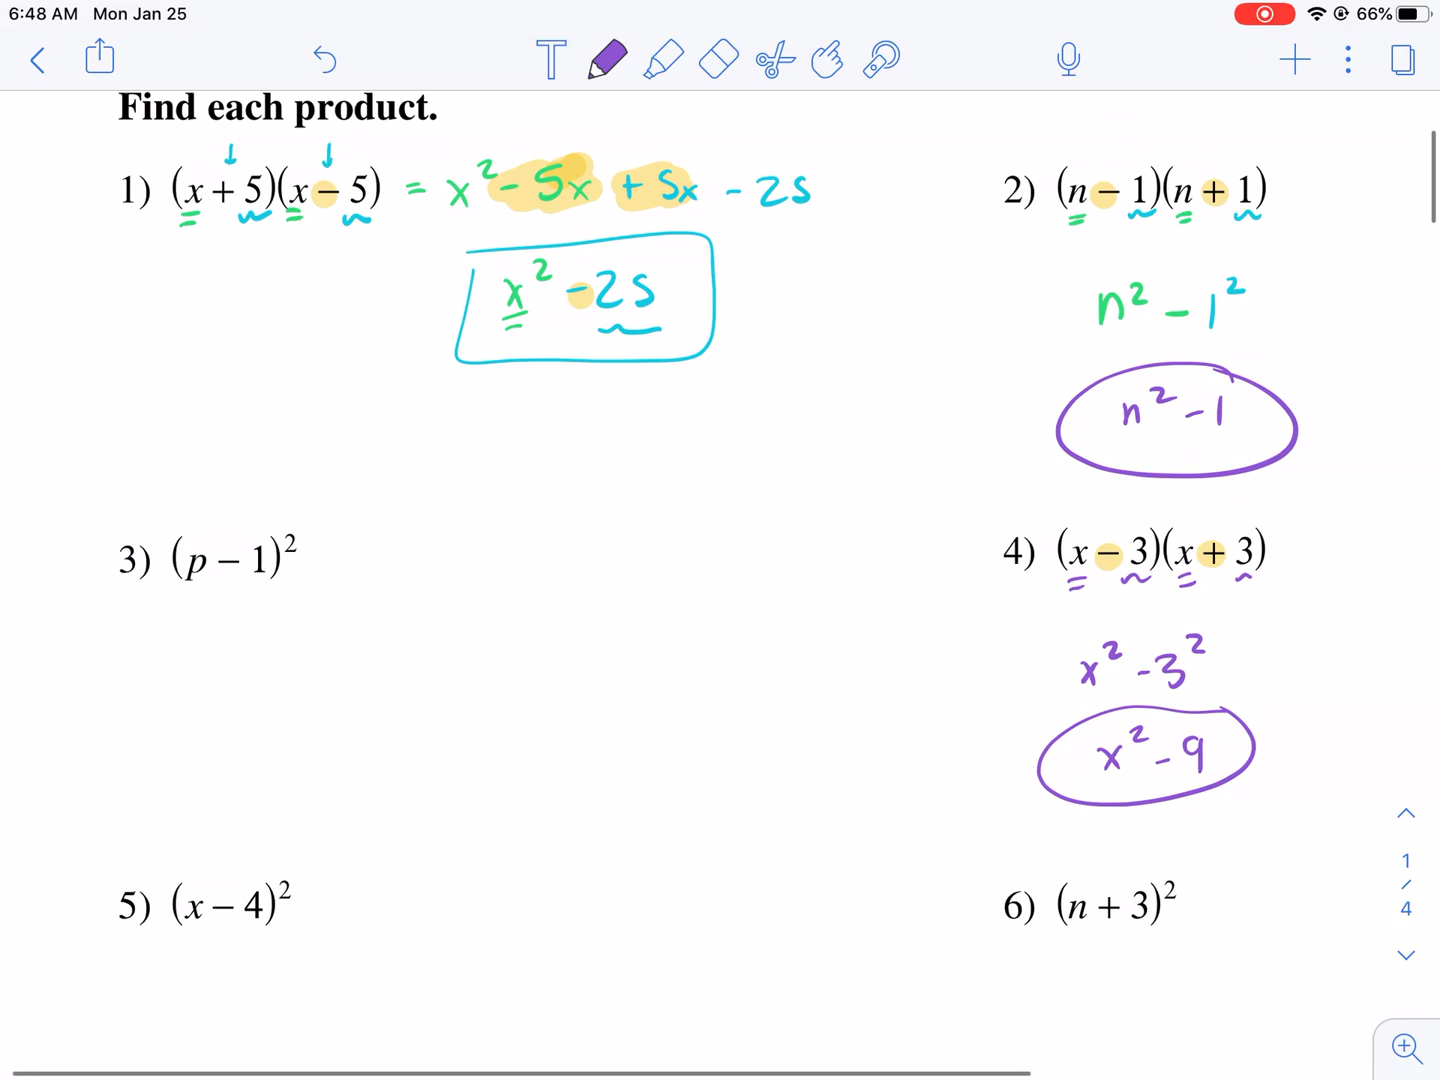 6:48 AM Mon Jan 25
66%
T
Find each product.
1) (x + 5)(x − 5) = x² - 5x + 5x - 25
x² - 25
2) (n − 1)(n + 1)
n² - 1²
n² - 1
3) (p − 1)²
4) (x − 3)(x + 3)
x² - 3²
x² - 9
5) (x − 4)²
6) (n + 3)²
1
/
4